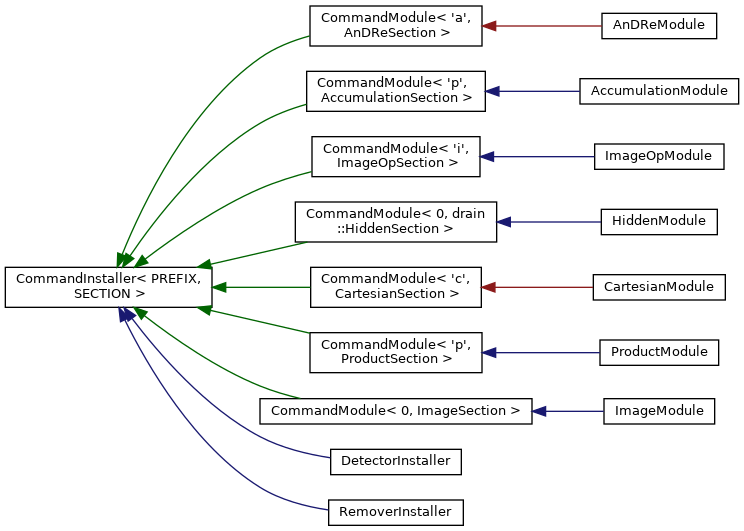 CommandModule< 'a',
AnDReSection >
AnDReModule
CommandModule< 'p',
AccumulationSection >
AccumulationModule
CommandModule< 'i',
ImageOpSection >
ImageOpModule
CommandModule< 0, drain
::HiddenSection >
HiddenModule
CommandInstaller< PREFIX,
SECTION >
CommandModule< 'c',
CartesianSection >
CartesianModule
CommandModule< 'p',
ProductSection >
ProductModule
CommandModule< 0, ImageSection >
ImageModule
DetectorInstaller
RemoverInstaller